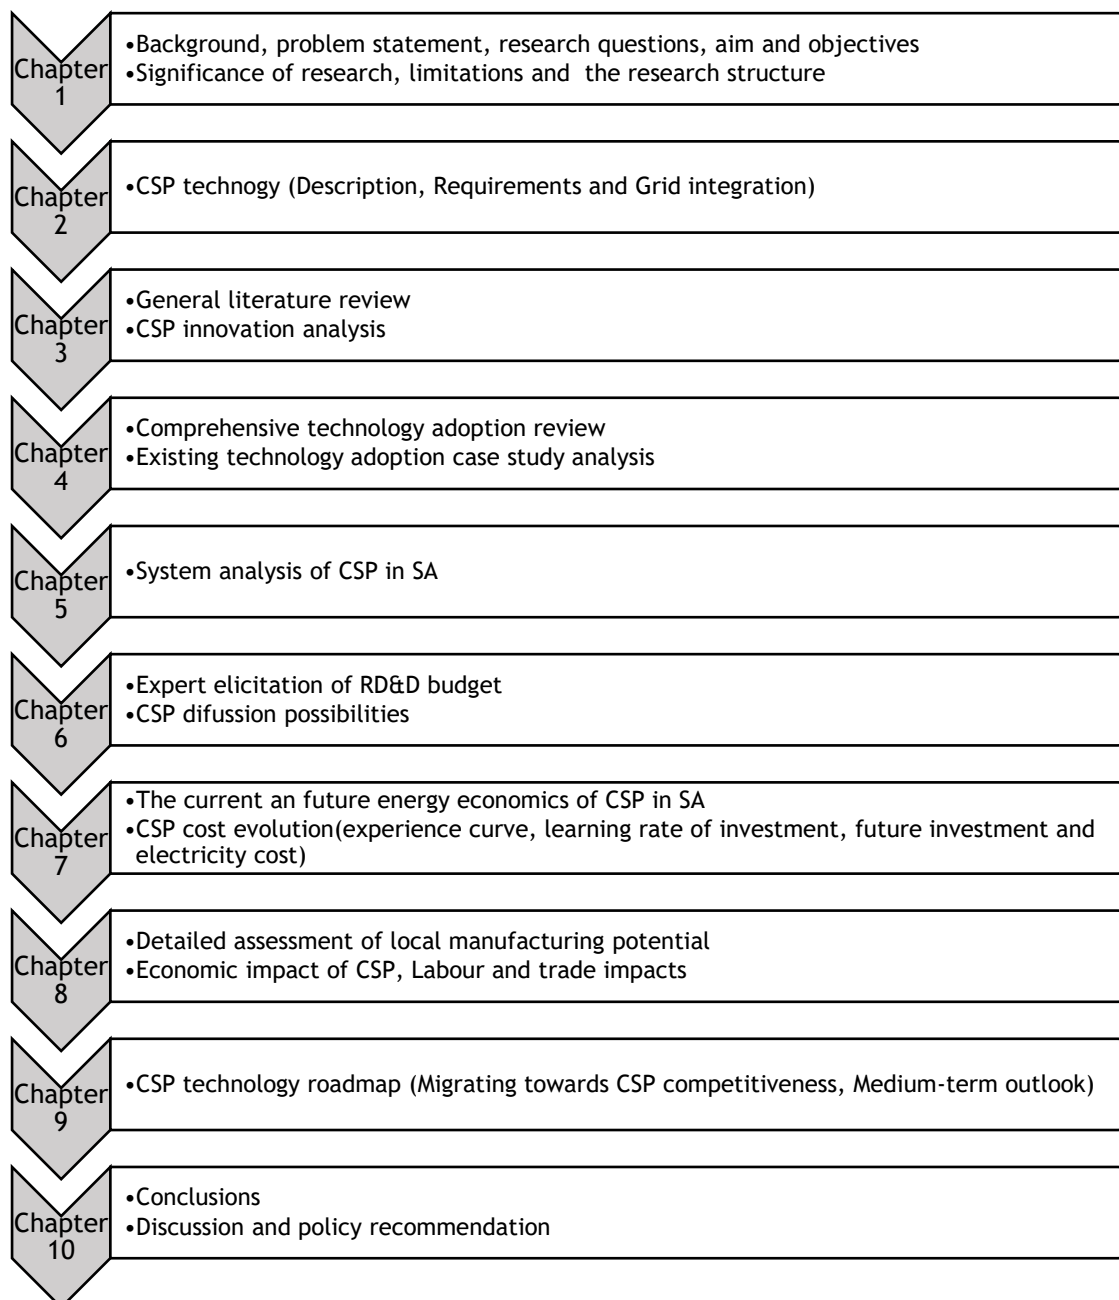 Chapter
1
•Background, problem statement, research questions, aim and objectives
•Significance of research, limitations and the research structure
Chapter
2
•CSP technogy (Description, Requirements and Grid integration)
Chapter
3
•General literature review
•CSP innovation analysis
Chapter
4
•Comprehensive technology adoption review
•Existing technology adoption case study analysis
Chapter
5
•System analysis of CSP in SA
Chapter
6
•Expert elicitation of RD&D budget
•CSP difussion possibilities
Chapter
7
•The current an future energy economics of CSP in SA
•CSP cost evolution(experience curve, learning rate of investment, future investment and
electricity cost)
Chapter
8
•Detailed assessment of local manufacturing potential
•Economic impact of CSP, Labour and trade impacts
Chapter
9
•CSP technology roadmap (Migrating towards CSP competitiveness, Medium-term outlook)
Chapter
10
•Conclusions
•Discussion and policy recommendation